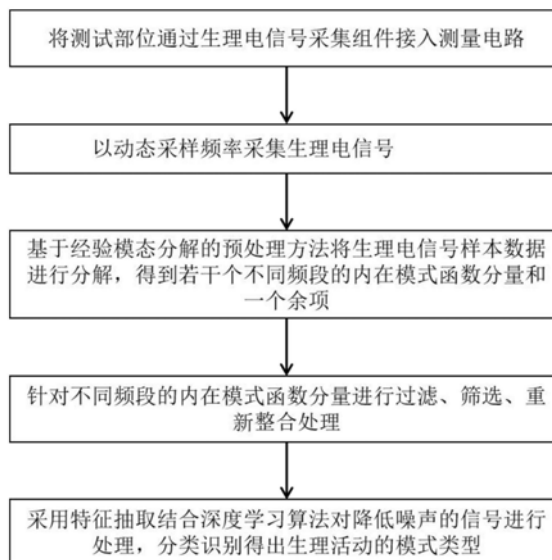 将测试部位通过生理电信号采集组件接入测量电路
以动态采样频率采集生理电信号
基于经验模态分解的预处理方法将生理电信号样本数据
进行分解，得到若干个不同频段的内在模式函数分量和
一个余项
针对不同频段的内在模式函数分量进行过滤、筛选、重
新整合处理
采用特征抽取结合深度学习算法对降低噪声的信号进行
处理，分类识别得出生理活动的模式类型